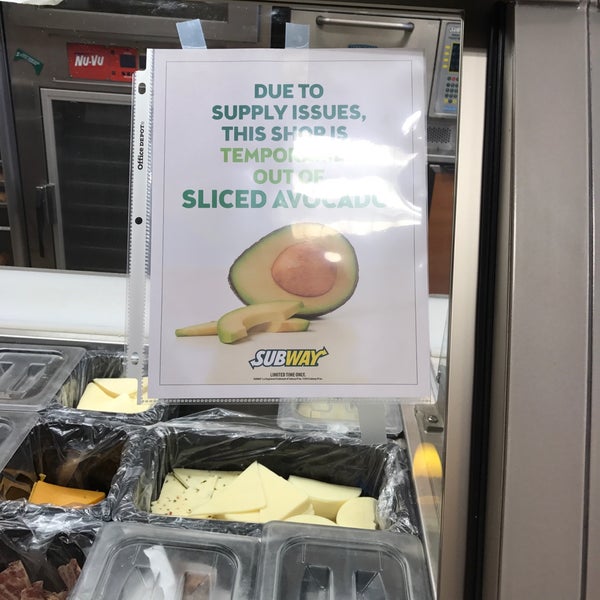 Nu-Vu
Office DEPOT
DUE TO
SUPPLY ISSUES,
THIS SHOP IS
TEMPORARILY
OUT OF
SLICED AVOCADO
SUBWAY
LIMITED TIME ONLY.